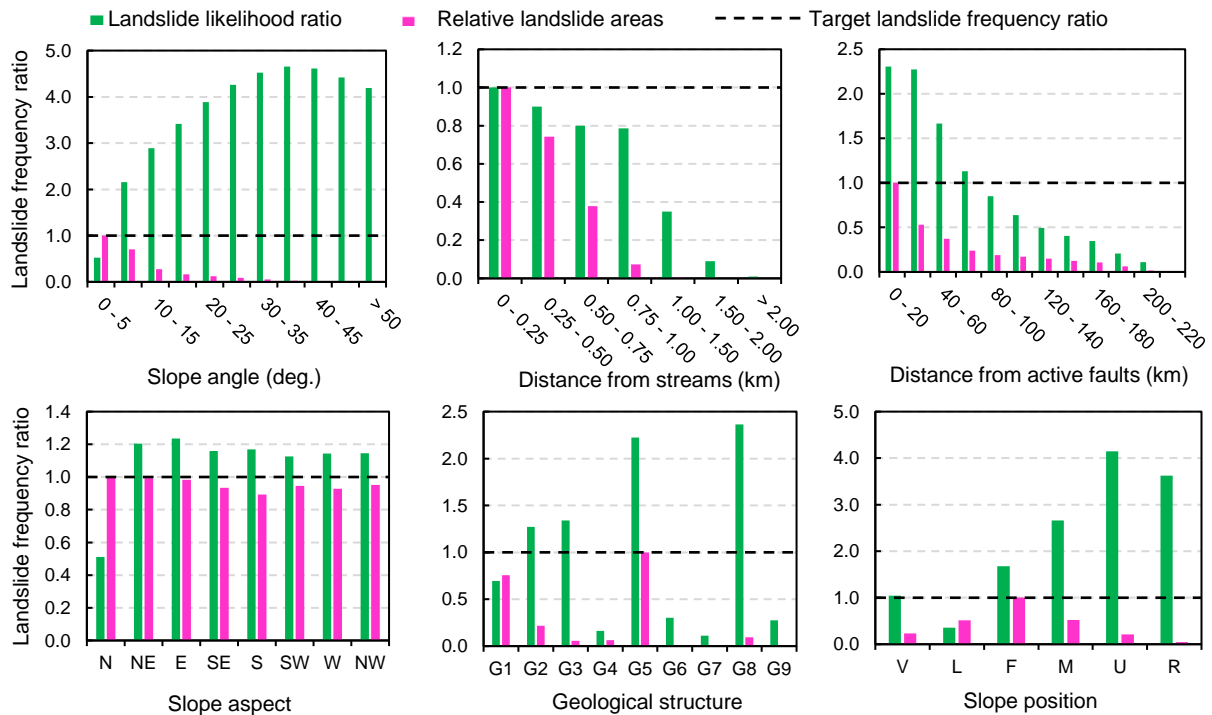 Landslide likelihood ratio Relative landslide areas Target landslide frequency ratio
Landslide frequency ratio
5.0
4.0
3.0
2.0
1.0
0.0
0 - 5
10 - 15
20 - 25
30 - 35
40 - 45
> 50
Slope angle (deg.)
1.2
1.0
0.8
0.6
0.4
0.2
0.0
0 - 0.25
0.25 - 0.50
0.50 - 0.75
0.75 - 1.00
1.00 - 1.50
1.50 - 2.00
> 2.00
Distance from streams (km)
2.5
2.0
1.5
1.0
0.5
0.0
0 - 20
40 - 60
80 - 100
120 - 140
160 - 180
200 - 220
Distance from active faults (km)
Landslide frequency ratio
1.4
1.2
1.0
0.8
0.6
0.4
0.2
0.0
N NE E SE S SW W NW
Slope aspect
2.5
2.0
1.5
1.0
0.5
0.0
G1 G2 G3 G4 G5 G6 G7 G8 G9
Geological structure
5.0
4.0
3.0
2.0
1.0
0.0
V L F M U R
Slope position